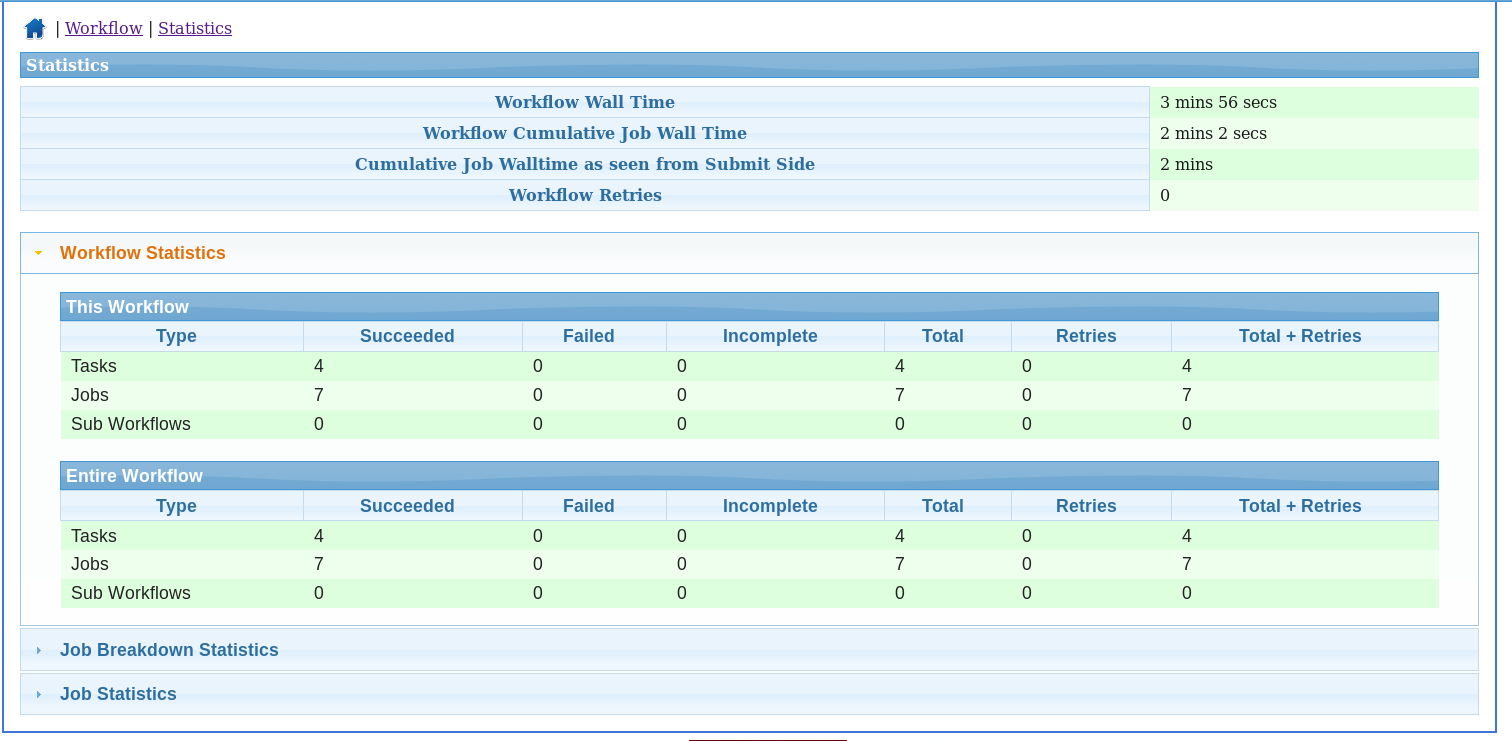 | Workflow | Statistics
Statistics
Workflow Wall Time 3 mins 56 secs
Workflow Cumulative Job Wall Time 2 mins 2 secs
Cumulative Job Walltime as seen from Submit Side 2 mins
Workflow Retries 0
Workflow Statistics
This Workflow
Type Succeeded Failed Incomplete Total Retries Total + Retries
Tasks 4 0 0 4 0 4
Jobs 7 0 0 7 0 7
Sub Workflows 0 0 0 0 0 0
Entire Workflow
Type Succeeded Failed Incomplete Total Retries Total + Retries
Tasks 4 0 0 4 0 4
Jobs 7 0 0 7 0 7
Sub Workflows 0 0 0 0 0 0
Job Breakdown Statistics
Job Statistics